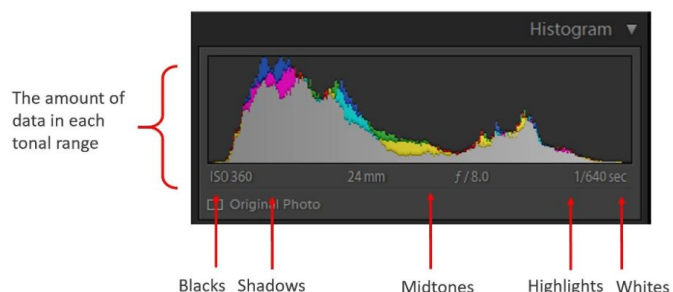 Histogram ▼
The amount of
data in each
tonal range
ISO 360 24 mm ƒ / 8.0 1/640 sec
Original Photo
Blacks Shadows Midtones Highlights Whites